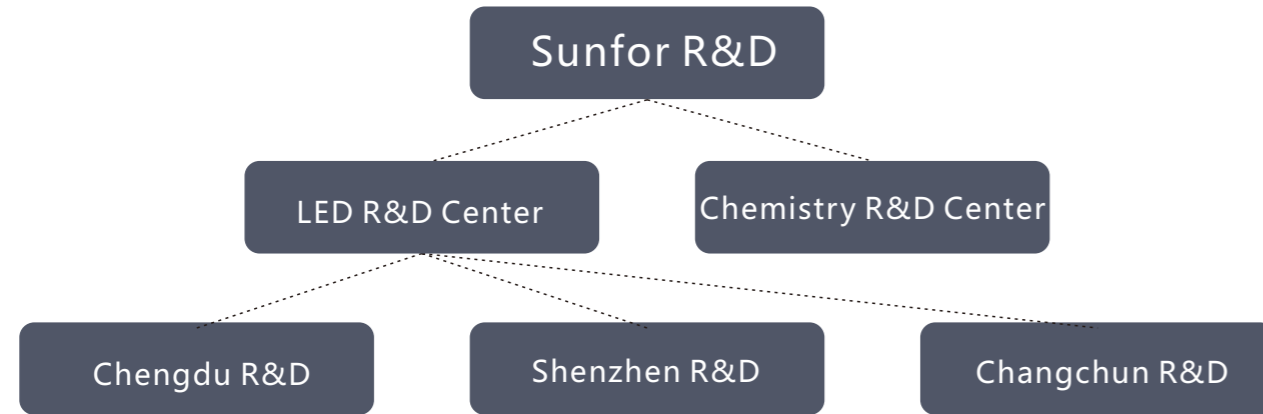 Sunfor R&D
LED R&D Center
Chemistry R&D Center
Chengdu R&D
Shenzhen R&D
Changchun R&D